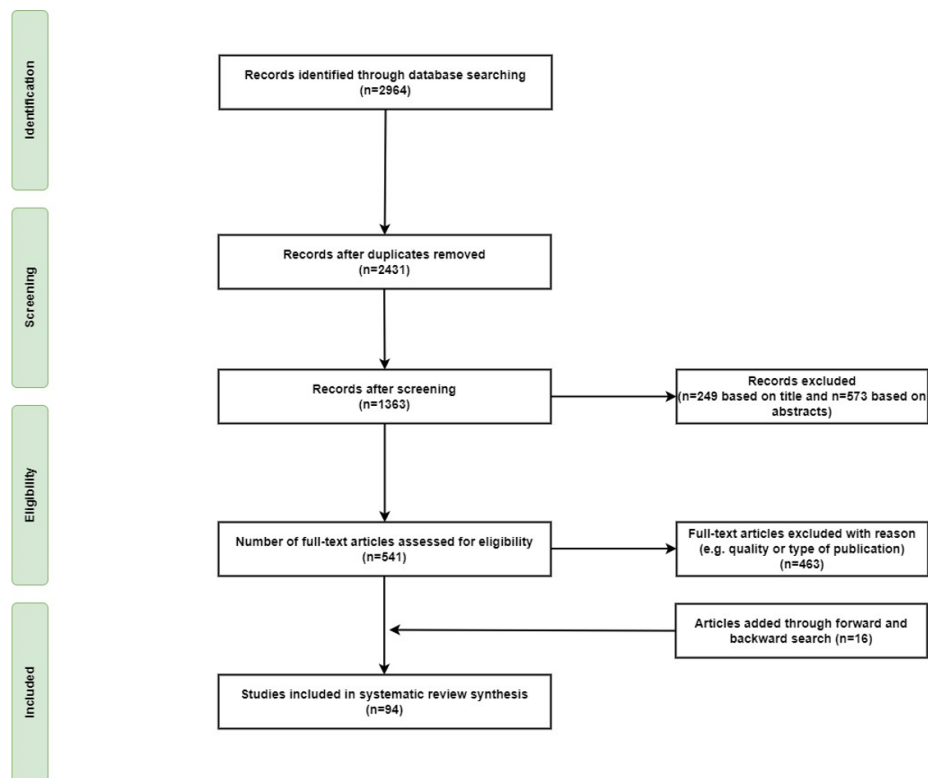 Identification
Records identified through database searching
(n=2964)
Screening
Records after duplicates removed
(n=2431)
Records after screening
(n=1363)
Records excluded
(n=249 based on title and n=573 based on
abstracts)
Eligibility
Number of full-text articles assessed for eligibility
(n=541)
Full-text articles excluded with reason
(e.g. quality or type of publication)
(n=463)
Articles added through forward and
backward search (n=16)
Included
Studies included in systematic review synthesis
(n=94)